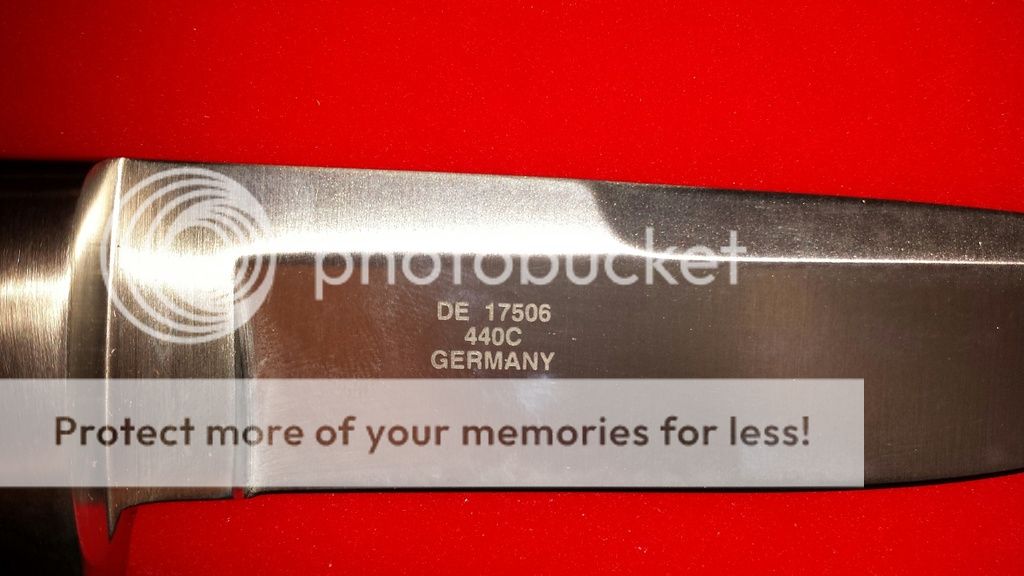 photobucket
DE 17506
440C
GERMANY
Protect more of your memories for less!